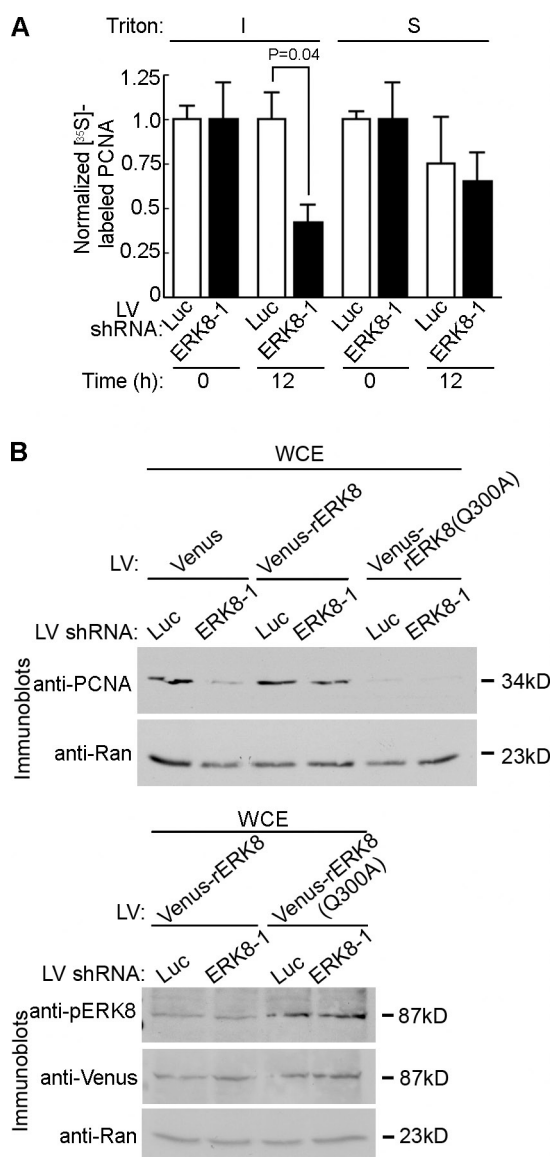 A
Triton: I S
P=0.04
Normalized [35S]-
labeled PCNA
1.25
1.0
0.75
0.5
0.25
0
LV
shRNA: Luc ERK8-1 Luc ERK8-1 Luc ERK8-1 Luc ERK8-1
Time (h): 0 12 0 12
B
WCE
LV: Venus Venus-rERK8 Venus-rERK8(Q300A)
LV shRNA: Luc ERK8-1 Luc ERK8-1 Luc ERK8-1
Immunoblots
anti-PCNA 34kD
anti-Ran 23kD
WCE
LV: Venus-rERK8 Venus-rERK8 (Q300A)
LV shRNA: Luc ERK8-1 Luc ERK8-1
Immunoblots
anti-pERK8 87kD
anti-Venus 87kD
anti-Ran 23kD